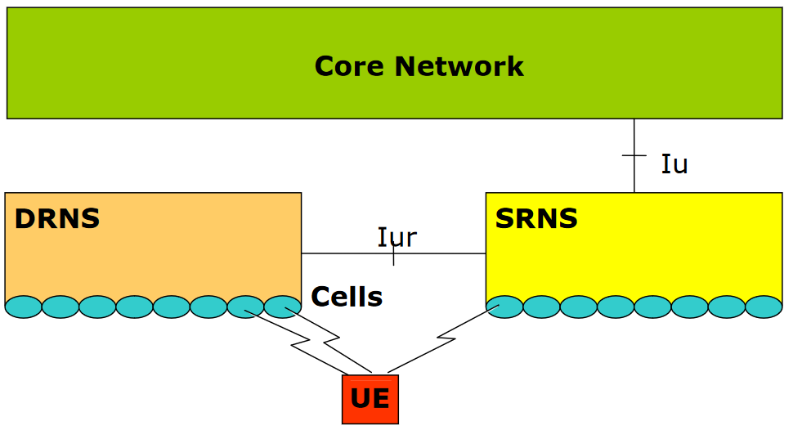 Core Network
Iu
DRNS
SRNS
Iur
Cells
UE